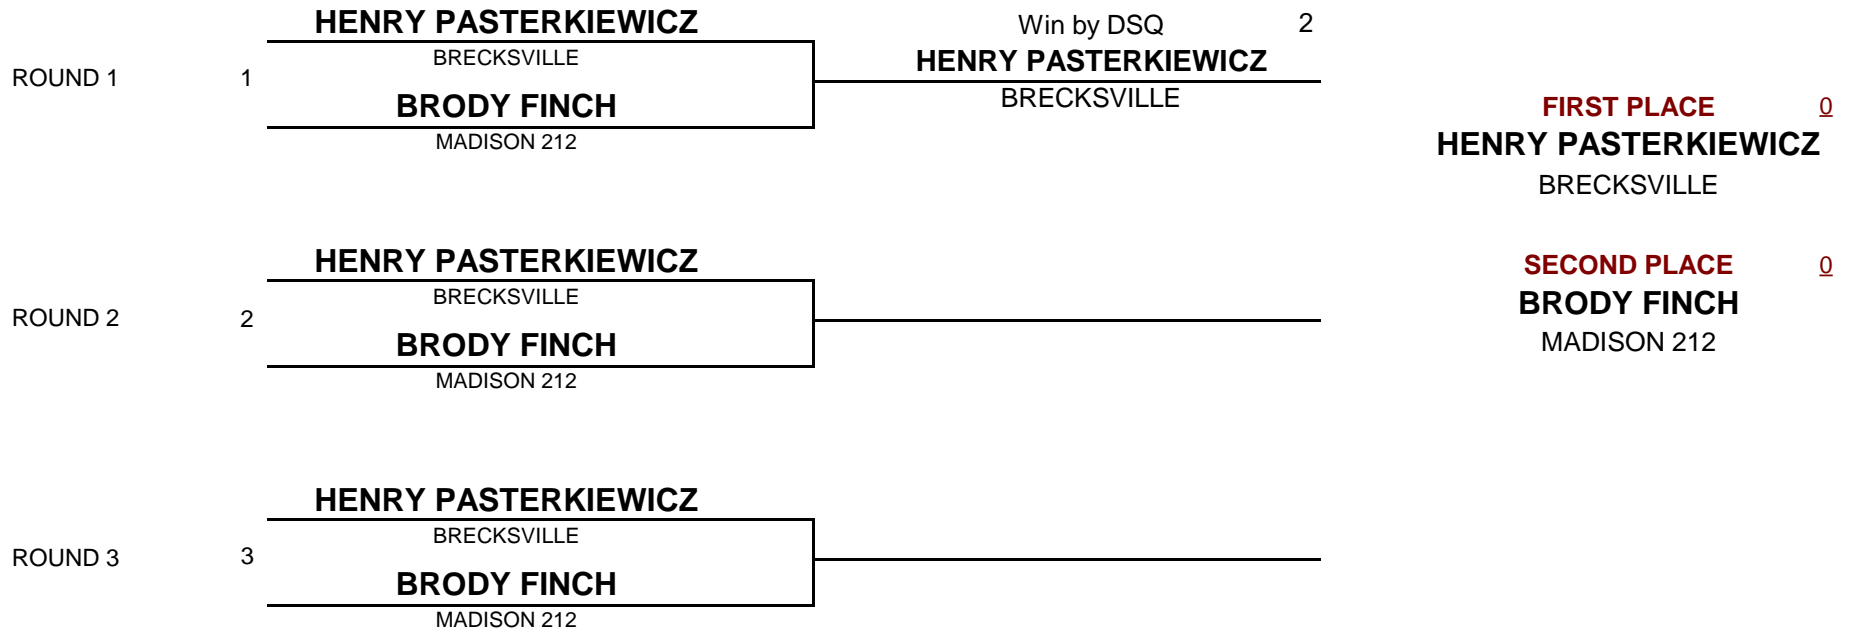 HENRY PASTERKIEWICZ
BRECKSVILLE
ROUND 1
1
BRODY FINCH
MADISON 212
Win by DSQ 2
HENRY PASTERKIEWICZ
BRECKSVILLE
FIRST PLACE 0
HENRY PASTERKIEWICZ
BRECKSVILLE
HENRY PASTERKIEWICZ
BRECKSVILLE
ROUND 2
2
BRODY FINCH
MADISON 212
SECOND PLACE 0
BRODY FINCH
MADISON 212
HENRY PASTERKIEWICZ
BRECKSVILLE
ROUND 3
3
BRODY FINCH
MADISON 212